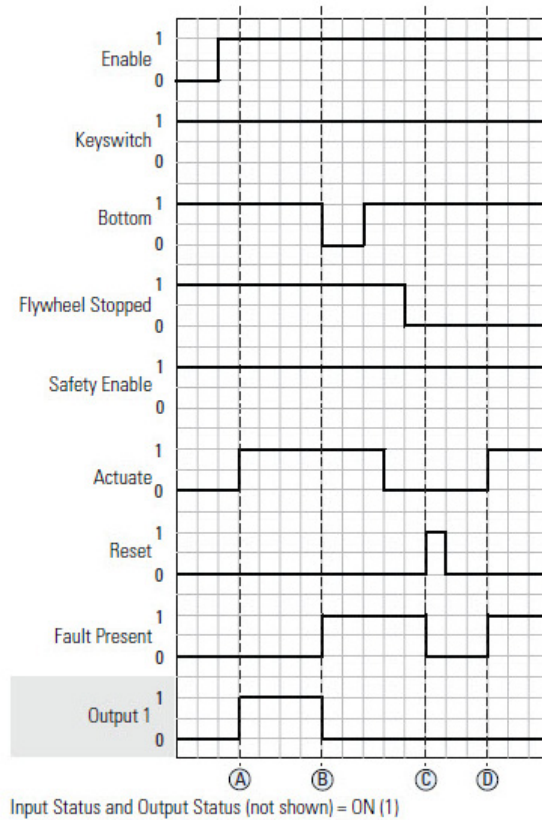 Enable 1
0
Keyswitch 1
0
Bottom 1
0
Flywheel Stopped 1
0
Safety Enable 1
0
Actuate 1
0
Reset 1
0
Fault Present 1
0
Output 1 1
0
Ⓐ Ⓑ Ⓒ Ⓓ
Input Status and Output Status (not shown) = ON (1)